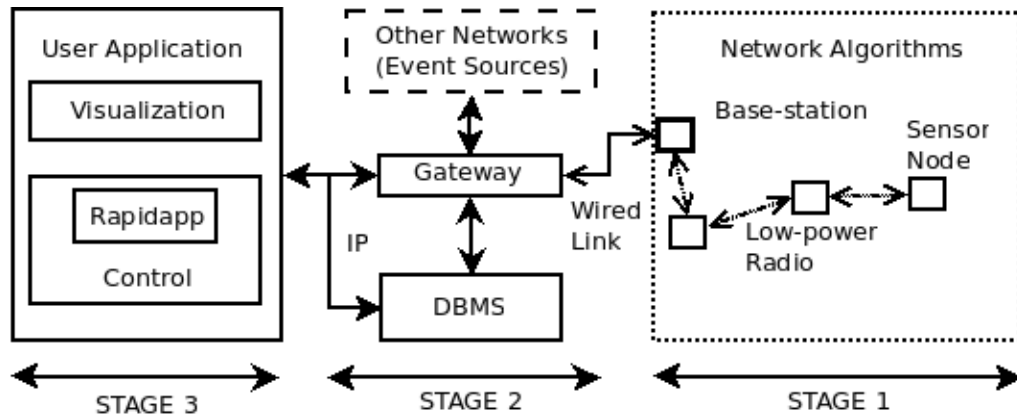 User Application
Visualization
Rapidapp
Control
STAGE 3
Other Networks
(Event Sources)
Gateway
IP
DBMS
Wired
Link
STAGE 2
Network Algorithms
Base-station
Sensor
Node
Low-power
Radio
STAGE 1